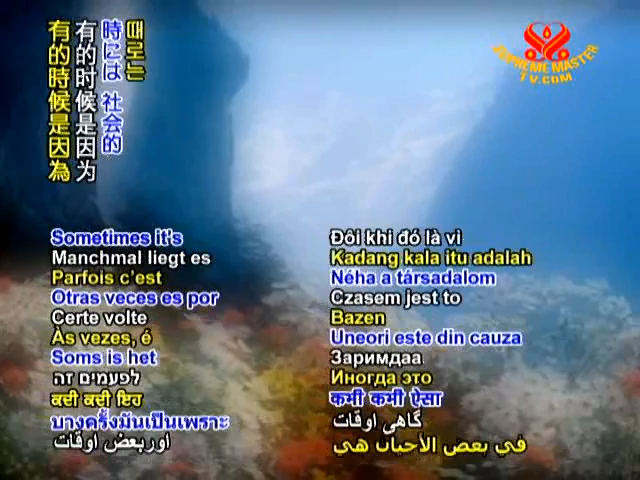 때로는
時には 社会的
有的时候是因为
有的時候是因為
SUPREME MASTER
TV.COM
Sometimes it's
Manchmal liegt es
Parfois c'est
Otras veces es por
Certe volte
Às vezes, é
Soms is het
לפעמים זה
ਕਦੀ ਕਦੀ ਇਹ
บางครั้งมันเป็นเพราะ
اور بعض اوقات
Đôi khi đó là vì
Kadang kala itu adalah
Néha a társadalom
Czasem jest to
Bazen
Uneori este din cauza
Заримдаа
Иногда это
कभी कभी ऐसा
گاهی اوقات
في بعض الأحيان هي